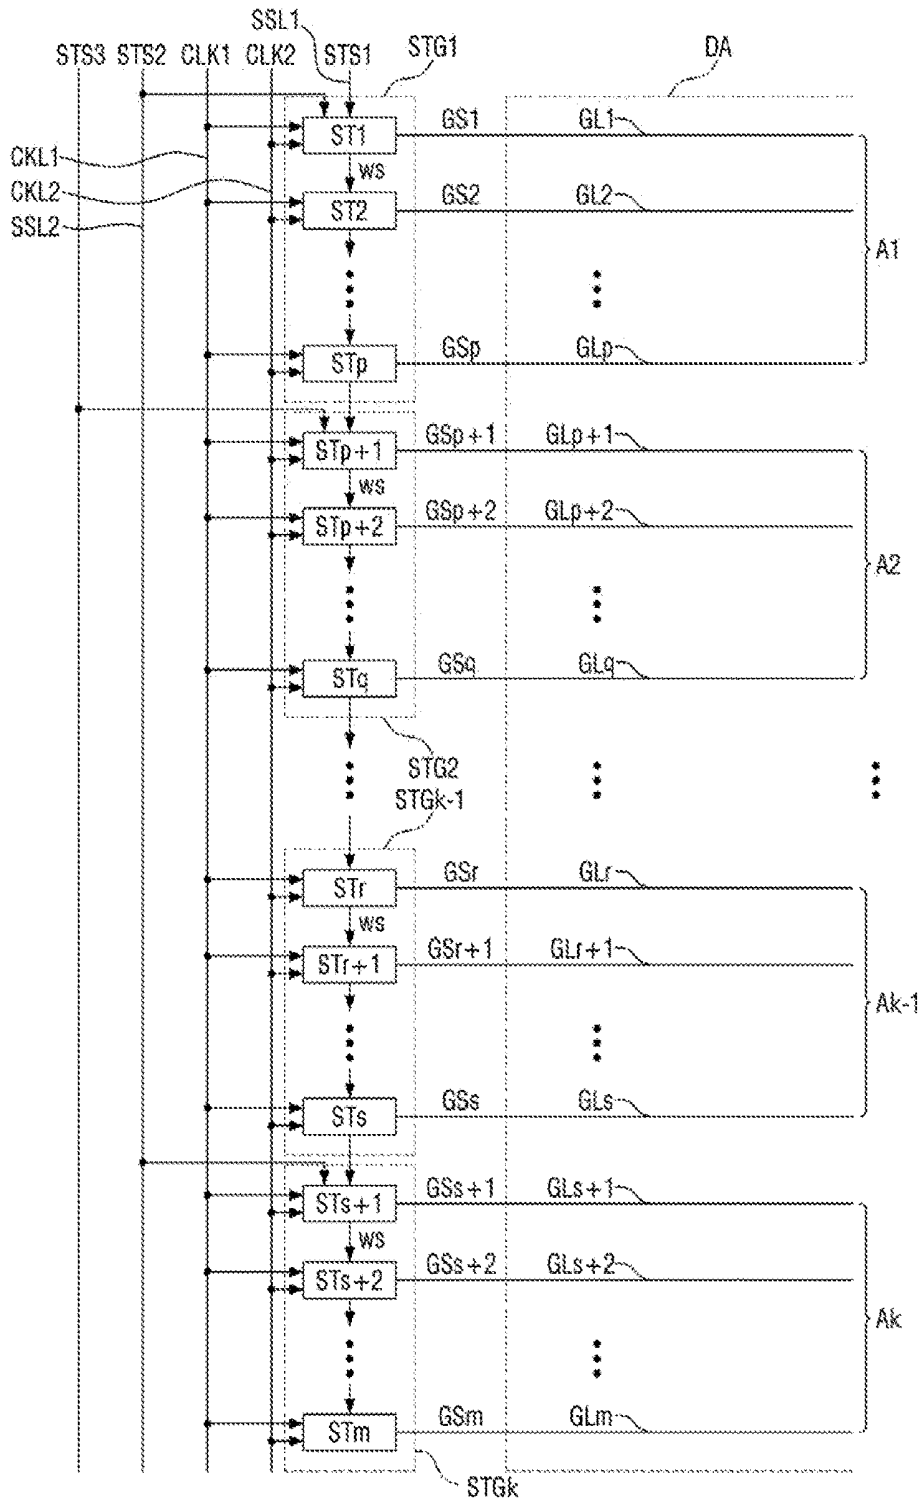 SSL1
STS3 STS2 CLK1 CLK2 STS1 STG1 DA
ST1 GS1 GL1
CKL1
ws
CKL2
ST2 GS2 GL2
SSL2
A1
STp GSp GLp
STp+1 GSp+1 GLp+1
ws
STp+2 GSp+2 GLp+2
A2
STq GSq GLq
STG2
STGk-1
STr GSr GLr
ws
STr+1 GSr+1 GLr+1
Ak-1
STs GSs GLs
STs+1 GSs+1 GLs+1
ws
STs+2 GSs+2 GLs+2
Ak
STm GSm GLm
STGk